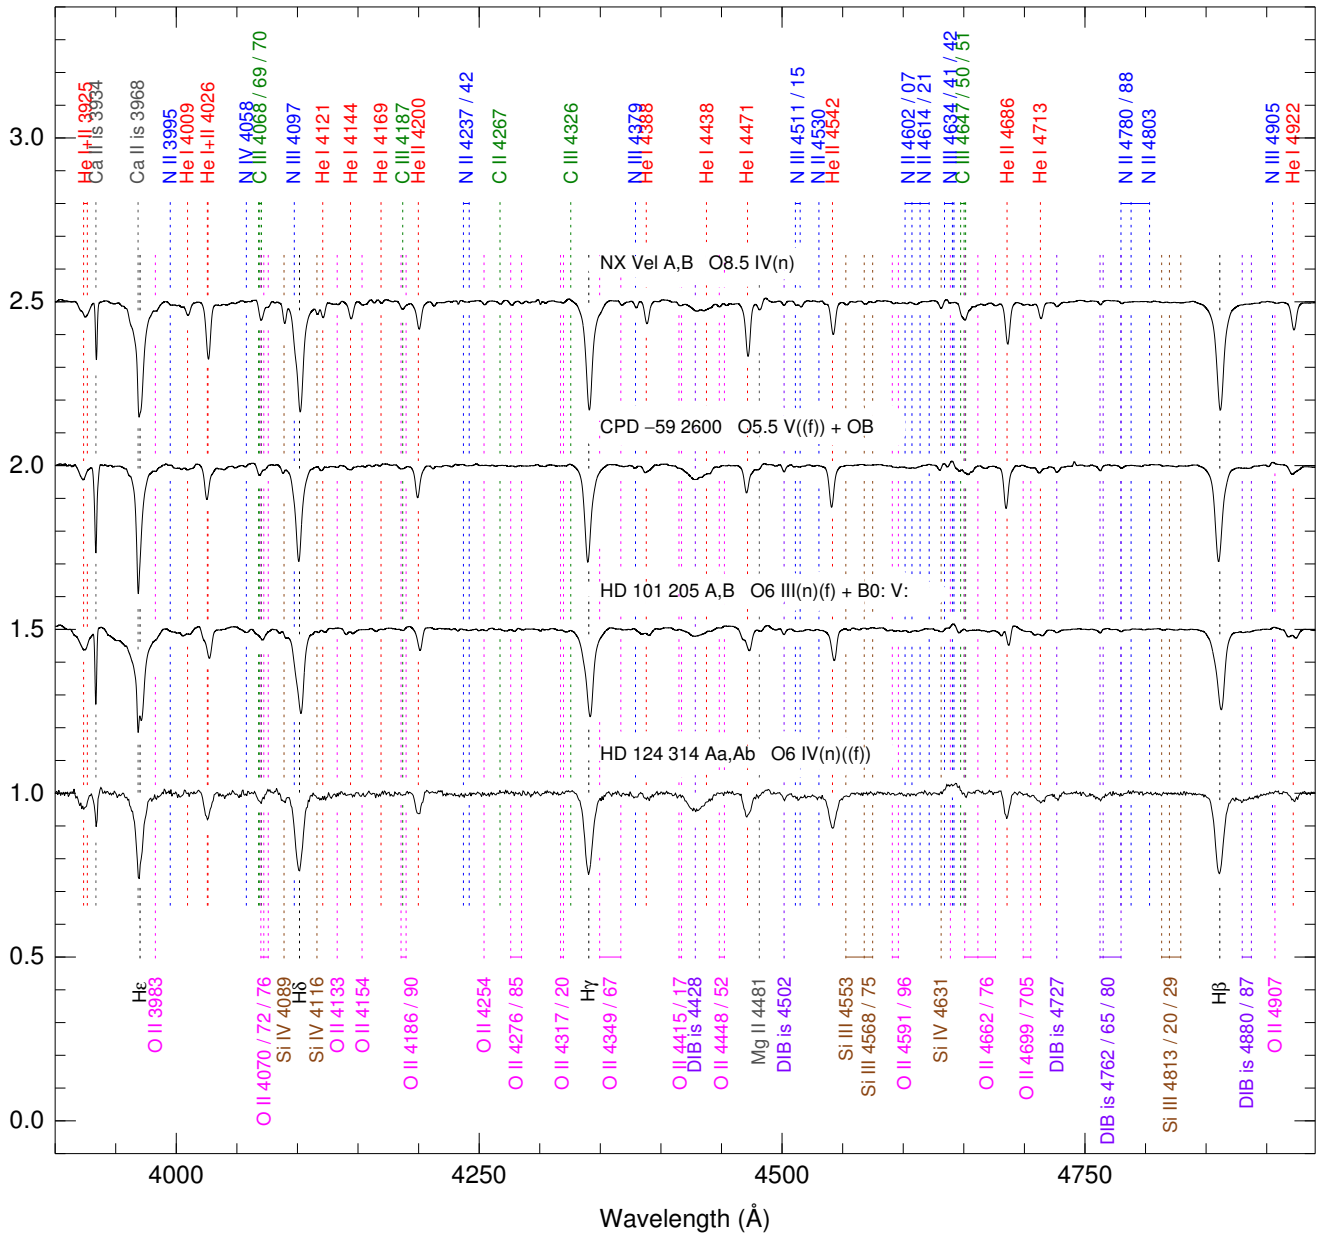 He I+II 3925
Ca II is 3934
Ca II is 3968
N II 3995
He I 4009
He I+II 4026
N IV 4058
C III 4068 / 69 / 70
N III 4097
He I 4121
He I 4144
He I 4169
C III 4187
He II 4200
N II 4237 / 42
C II 4267
C III 4326
N III 4379
He I 4388
He I 4438
He I 4471
N III 4511 / 15
N II 4530
He II 4542
N II 4602 / 07
N II 4614 / 21
N III 4634 / 41 / 42
C III 4647 / 50 / 51
He II 4686
He I 4713
N II 4780 / 88
N II 4803
N III 4905
He I 4922
3.0
NX Vel A,B O8.5 IV(n)
2.5
CPD −59 2600 O5.5 V((f)) + OB
2.0
HD 101 205 A,B O6 III(n)(f) + B0: V:
1.5
HD 124 314 Aa,Ab O6 IV(n)((f))
1.0
0.5
Hε
O II 3983
O II 4070 / 72 / 76
Si IV 4089
Hδ
Si IV 4116
O II 4133
O II 4154
O II 4186 / 90
O II 4254
O II 4276 / 85
O II 4317 / 20
Hγ
O II 4349 / 67
O II 4415 / 17
DIB is 4428
O II 4448 / 52
Mg II 4481
DIB is 4502
Si III 4553
Si III 4568 / 75
O II 4591 / 96
Si IV 4631
O II 4662 / 76
O II 4699 / 705
DIB is 4727
DIB is 4762 / 65 / 80
Si III 4813 / 20 / 29
Hβ
DIB is 4880 / 87
O II 4907
0.0
4000 4250 4500 4750
Wavelength (Å)